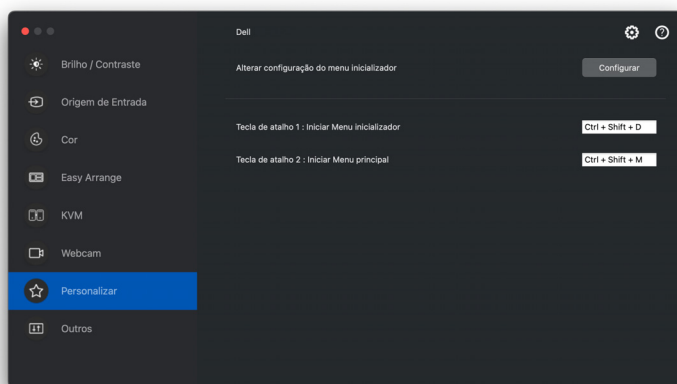 Dell
Brilho / Contraste
Alterar configuração do menu inicializador
Configurar
Origem de Entrada
Tecla de atalho 1 : Iniciar Menu inicializador
Ctrl + Shift + D
Cor
Tecla de atalho 2 : Iniciar Menu principal
Ctrl + Shift + M
Easy Arrange
KVM
Webcam
Personalizar
Outros